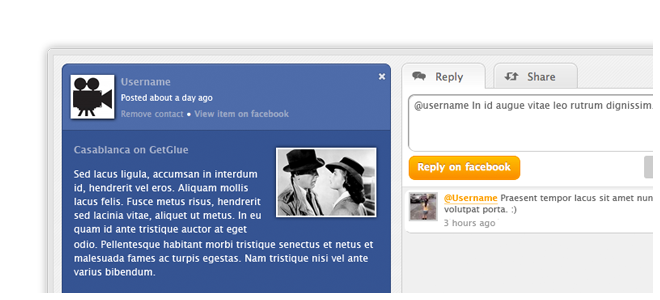 Username
Posted about a day ago
Remove contact • View item on facebook
Casablanca on GetGlue
Sed lacus ligula, accumsan in interdum
id, hendrerit vel eros. Aliquam mollis
lacus felis. Fusce metus risus, hendrerit
sed lacinia vitae, aliquet ut metus. In eu
quam id ante tristique auctor at eget
odio. Pellentesque habitant morbi tristique senectus et netus et
malesuada fames ac turpis egestas. Nam tristique nisi vel ante
varius bibendum.
Reply
Share
@username In id augue vitae leo rutrum dignissim.
Reply on facebook
@Username Praesent tempor lacus sit amet nun
volutpat porta. :)
3 hours ago